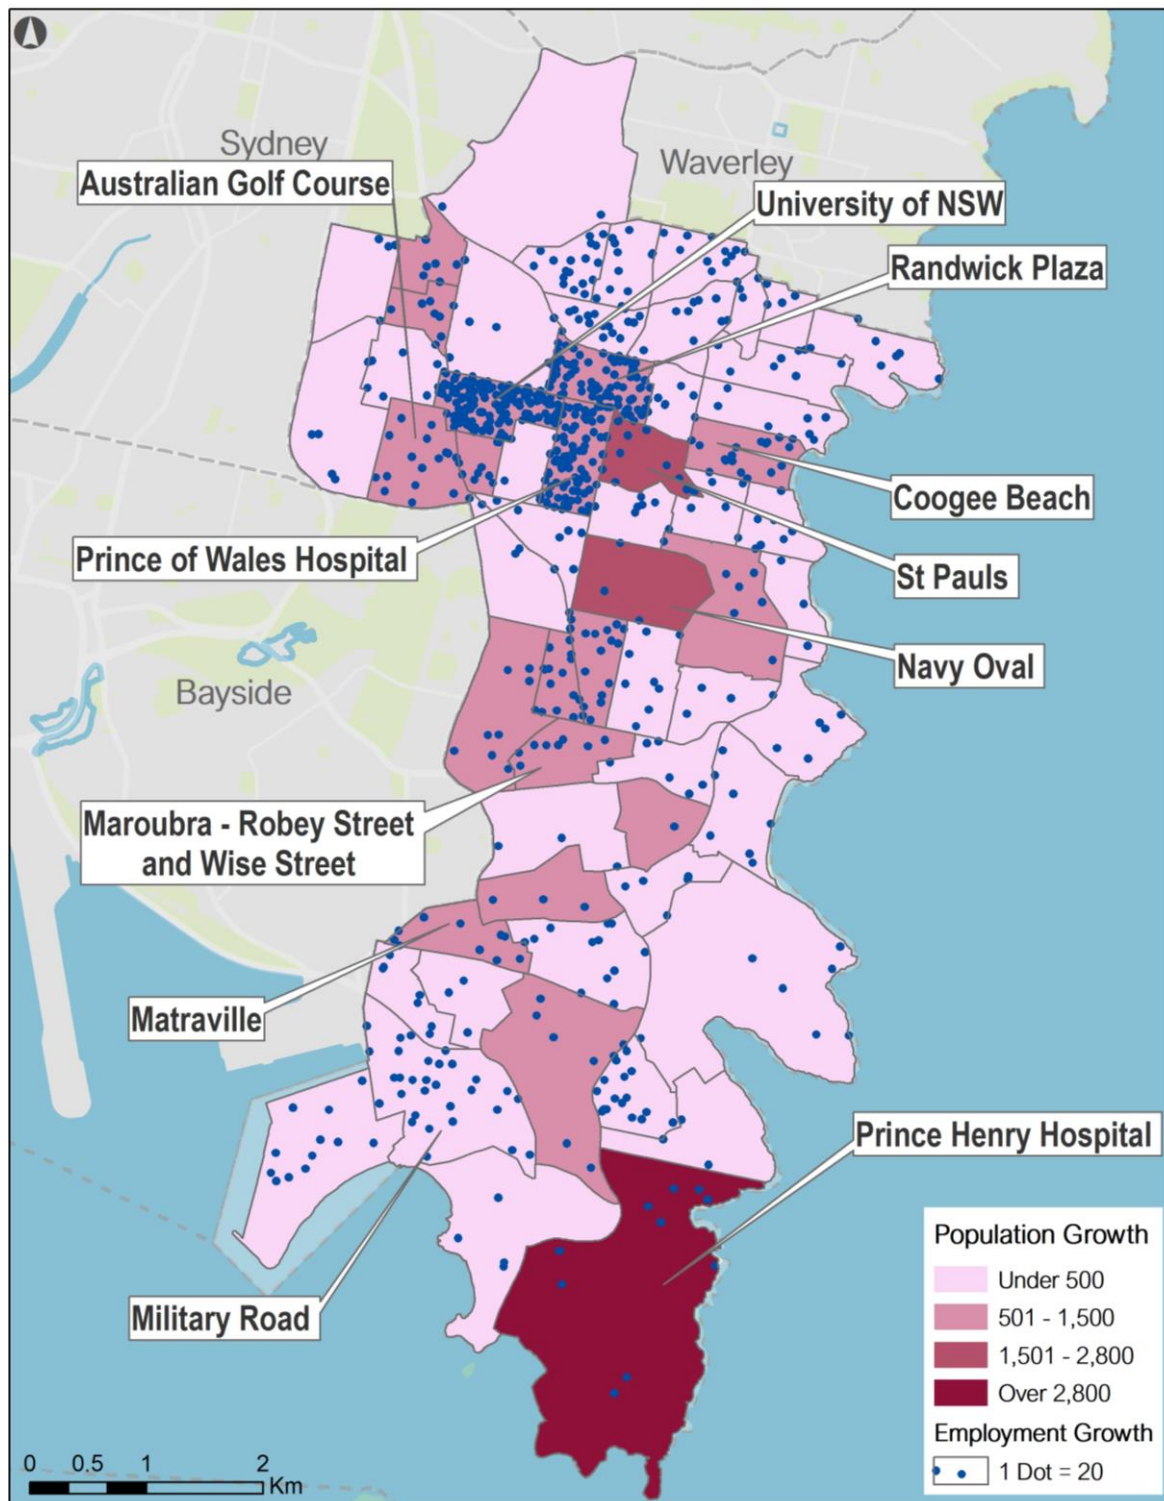 Sydney
Waverley
Australian Golf Course
University of NSW
Randwick Plaza
Coogee Beach
Prince of Wales Hospital
St Pauls
Navy Oval
Bayside
Maroubra - Robey Street
and Wise Street
Matraville
Prince Henry Hospital
Military Road
Population Growth
Under 500
501 - 1,500
1,501 - 2,800
Over 2,800
Employment Growth
1 Dot = 20
0 0.5 1 2
Km